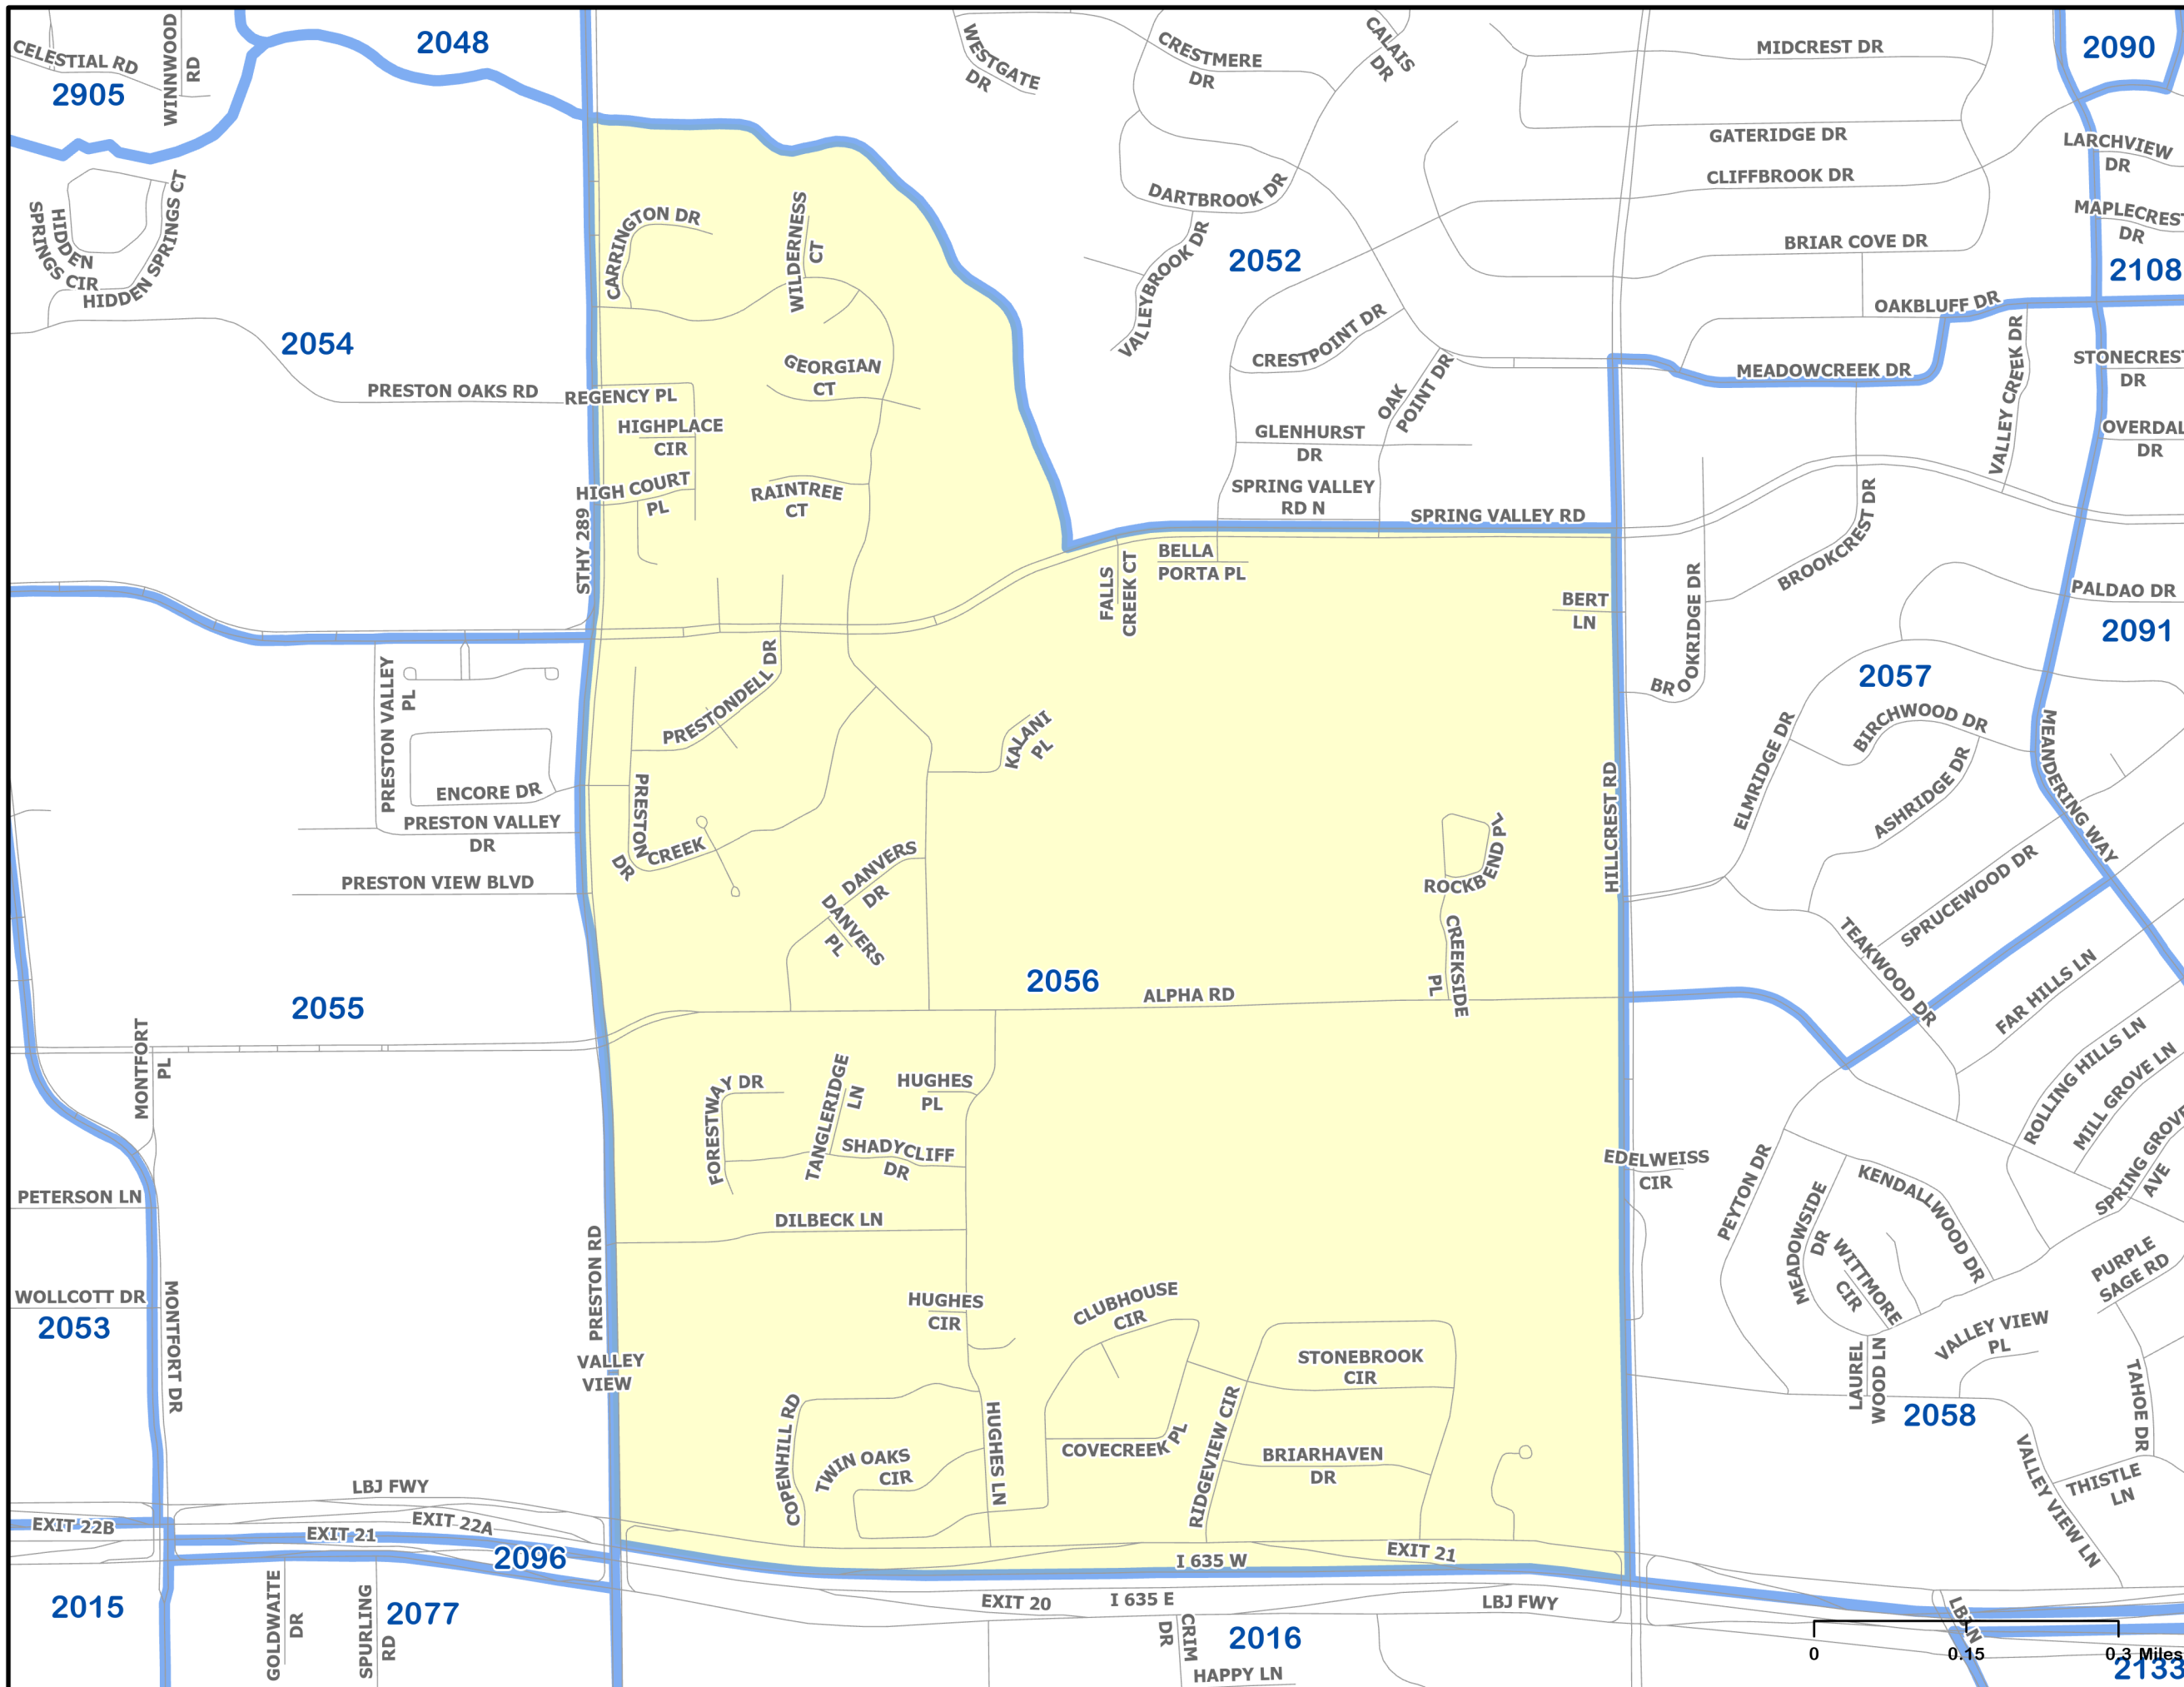 2048
2090
CELESTIAL RD
WINNWOOD
RD
2905
WESTGATE
DR
CRESTMERE
DR
CALAIS
DR
MIDCREST DR
GATERIDGE DR
LARCHVIEW
DR
CLIFFBROOK DR
DARTBROOK DR
MAPLECREST
DR
HIDDEN
SPRINGS CIR
HIDDEN SPRINGS CT
CARRINGTON DR
WILDERNESS
CT
VALLEYBROOK DR
2052
BRIAR COVE DR
2108
OAKBLUFF DR
2054
CRESTPOINT DR
GEORGIAN
CT
MEADOWCREEK DR
VALLEY CREEK DR
STONECREST
DR
PRESTON OAKS RD
REGENCY PL
OAK
POINT DR
HIGHPLACE
CIR
GLENHURST
DR
OVERDAL
DR
HIGH COURT
PL
RAINTREE
CT
SPRING VALLEY
RD N
SPRING VALLEY RD
STHY 289
BELLA
PORTA PL
FALLS
CREEK CT
BERT
LN
BROOKRIDGE DR
BROOKCREST DR
PALDAO DR
2091
2057
PRESTON VALLEY
PL
PRESTONDELL DR
KALANI
PL
ELMRIDGE DR
BIRCHWOOD DR
ASHRIDGE DR
MEANDERING WAY
ENCORE DR
PRESTON VALLEY
DR
PRESTON
CREEK
DR
HILLCREST RD
PRESTON VIEW BLVD
DANVERS
DR
DANVERS
PL
ROCKBEND PL
CREEKSIDE
PL
SPRUCEWOOD DR
TEAKWOOD DR
FAR HILLS LN
2056
ALPHA RD
2055
MONTFORT
PL
ROLLING HILLS LN
MILL GROVE LN
SPRING GROVE
AVE
FORESTWAY DR
TANGLERIDGE
LN
HUGHES
PL
SHADYCLIFF
DR
EDELWEISS
CIR
PEYTON DR
KENDALLWOOD DR
MEADOWSIDE
DR
WITTMORE
CIR
PETERSON LN
DILBECK LN
PURPLE
SAGE RD
PRESTON RD
WOLLCOTT DR
2053
MONTFORT DR
HUGHES
CIR
CLUBHOUSE
CIR
VALLEY VIEW
PL
VALLEY
VIEW
STONEBROOK
CIR
LAUREL
WOOD LN
TAHOE DR
2058
COPENHILL RD
HUGHES LN
TWIN OAKS
CIR
COVECREEK PL
RIDGEVIEW CIR
BRIARHAVEN
DR
VALLEY VIEW LN
THISTLE
LN
LBJ FWY
EXIT 22B
EXIT 21
EXIT 22A
2096
I 635 W
EXIT 21
2015
GOLDWAITE
DR
SPURLING
RD
2077
EXIT 20
I 635 E
LBJ FWY
CRIM
DR
2016
HAPPY LN
LBJ N
0
0.15
0.3 Miles
2133